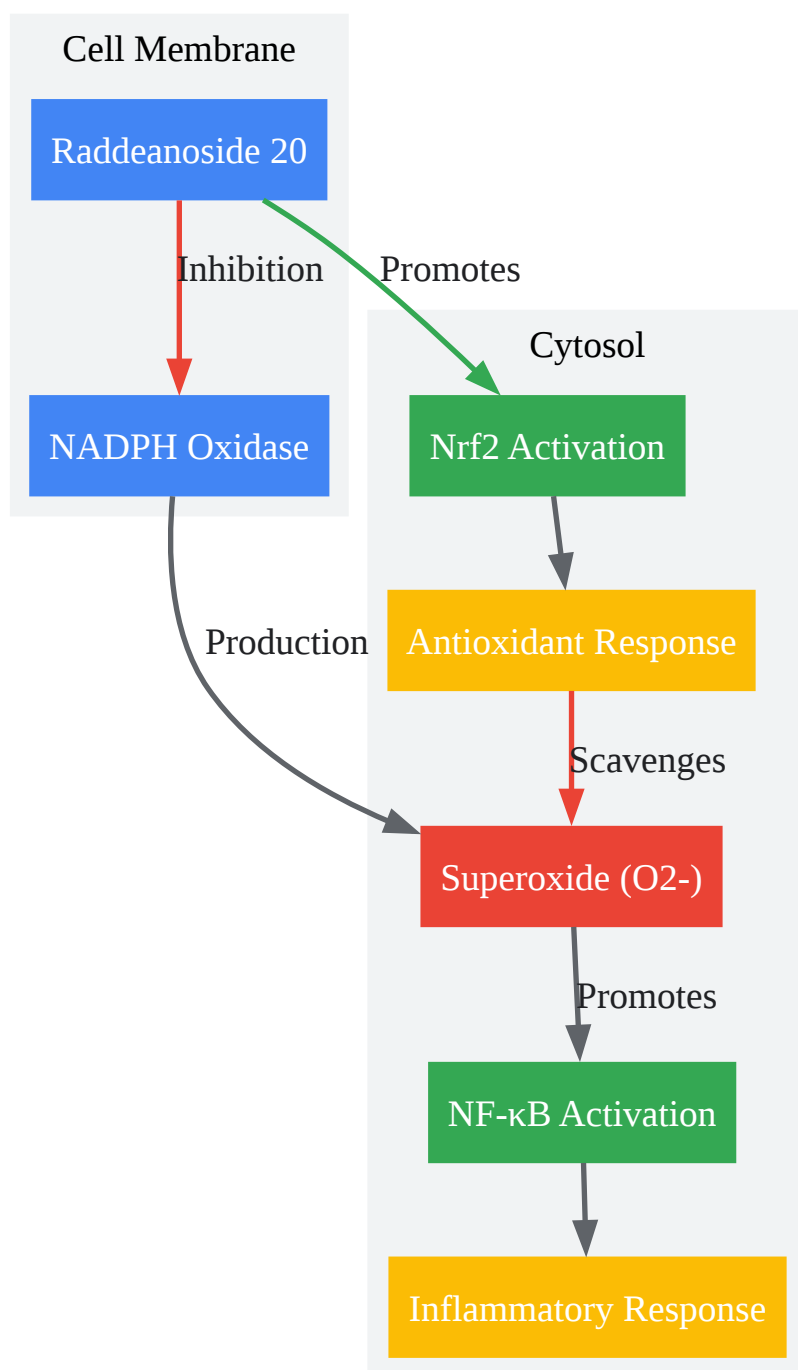 Cell Membrane
Raddeanoside 20
Inhibition
Promotes
Cytosol
NADPH Oxidase
Nrf2 Activation
Production
Antioxidant Response
Scavenges
Superoxide (O2-)
Promotes
NF-κB Activation
Inflammatory Response